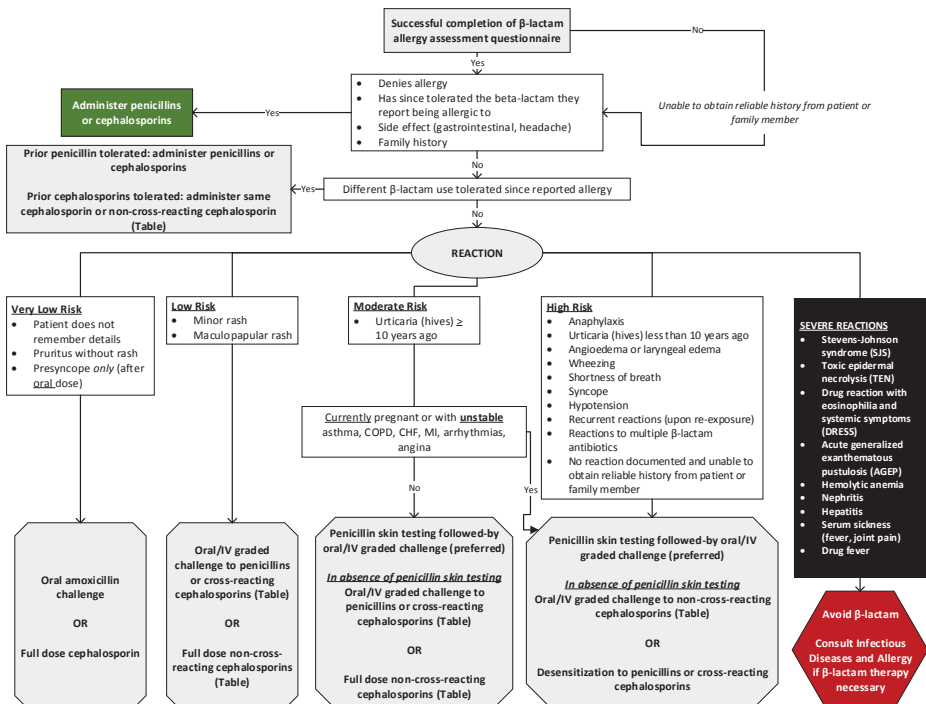 Successful completion of β-lactam
allergy assessment questionnaire
No
Yes
• Denies allergy
• Has since tolerated the beta-lactam they
report being allergic to
• Side effect (gastrointestinal, headache)
• Family history
Unable to obtain reliable history from patient or
family member
Yes
Administer penicillins
or cephalosporins
No
Different β-lactam use tolerated since reported allergy
Yes
Prior penicillin tolerated: administer penicillins or
cephalosporins
Prior cephalosporins tolerated: administer same
cephalosporin or non-cross-reacting cephalosporin
(Table)
No
REACTION
Very Low Risk
• Patient does not
remember details
• Pruritus without rash
• Presyncope only (after
oral dose)
Low Risk
• Minor rash
• Maculopapular rash
Moderate Risk
• Urticaria (hives) ≥
10 years ago
Currently pregnant or with unstable
asthma, COPD, CHF, MI, arrhythmias,
angina
No
Yes
High Risk
• Anaphylaxis
• Urticaria (hives) less than 10 years ago
• Angioedema or laryngeal edema
• Wheezing
• Shortness of breath
• Syncope
• Hypotension
• Recurrent reactions (upon re-exposure)
• Reactions to multiple β-lactam
antibiotics
• No reaction documented and unable to
obtain reliable history from patient or
family member
SEVERE REACTIONS
• Stevens-Johnson
syndrome (SJS)
• Toxic epidermal
necrolysis (TEN)
• Drug reaction with
eosinophilia and
systemic symptoms
(DRESS)
• Acute generalized
exanthematous
pustulosis (AGEP)
• Hemolytic anemia
• Nephritis
• Hepatitis
• Serum sickness
(fever, joint pain)
• Drug fever
Oral amoxicillin
challenge
OR
Full dose cephalosporin
Oral/IV graded
challenge to penicillins
or cross-reacting
cephalosporins (Table)
OR
Full dose non-cross-
reacting cephalosporins
(Table)
Penicillin skin testing followed-by
oral/IV graded challenge (preferred)
In absence of penicillin skin testing
Oral/IV graded challenge to
penicillins or cross-reacting
cephalosporins (Table)
OR
Full dose non-cross-reacting
cephalosporins (Table)
Penicillin skin testing followed-by oral/IV
graded challenge (preferred)
In absence of penicillin skin testing
Oral/IV graded challenge to non-cross-reacting
cephalosporins (Table)
OR
Desensitization to penicillins or cross-reacting
cephalosporins
Avoid β-lactam
Consult Infectious
Diseases and Allergy
if β-lactam therapy
necessary